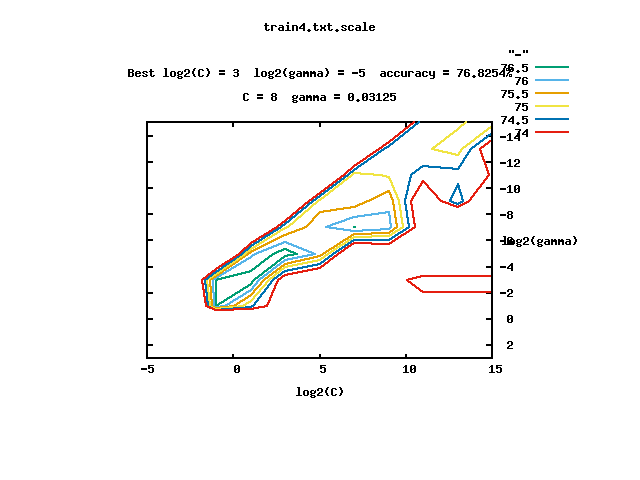 train4.txt.scale
"-"
Best log2(C) = 3 log2(gamma) = -5 accuracy = 76.8254%
76.5
76
75.5
75
74.5
74
C = 8 gamma = 0.03125
-14
-12
-10
-8
-6
log2(gamma)
-4
-2
0
2
-5 0 5 10 15
log2(C)